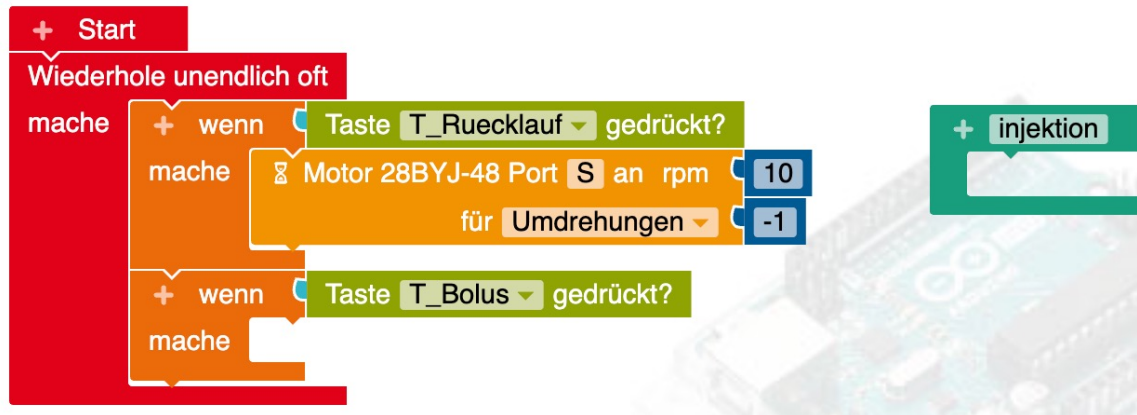 + Start
Wiederhole unendlich oft
mache + wenn Taste T_Ruecklauf gedrückt?
mache Motor 28BYJ-48 Port S an rpm 10
für Umdrehungen -1
+ wenn Taste T_Bolus gedrückt?
mache
+ injektion